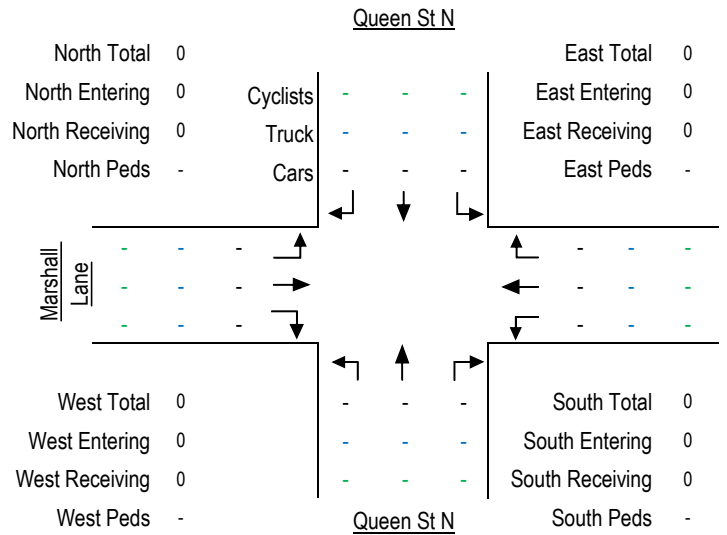 Queen St N
North Total 0 East Total 0
North Entering 0 Cyclists - - - East Entering 0
North Receiving 0 Truck - - - East Receiving 0
North Peds - Cars - - - East Peds -
Marshall
Lane
- - - - - -
- - - - - -
- - - - - -
West Total 0 - - - South Total 0
West Entering 0 - - - South Entering 0
West Receiving 0 - - - South Receiving 0
West Peds - Queen St N South Peds -